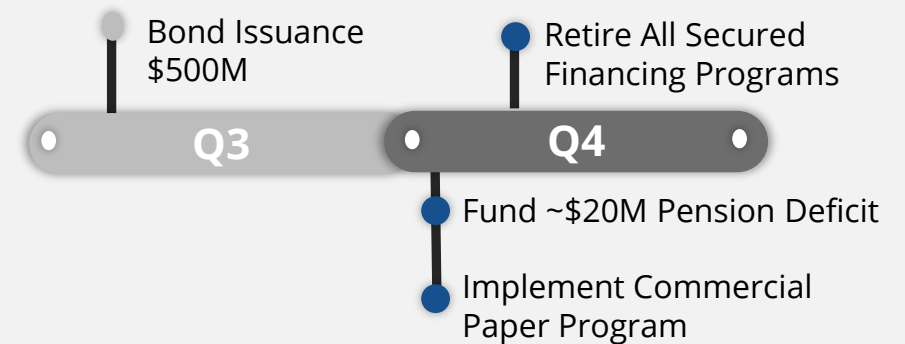 Bond Issuance
$500M
Retire All Secured
Financing Programs
Q3
Q4
Fund ~$20M Pension Deficit
Implement Commercial
Paper Program